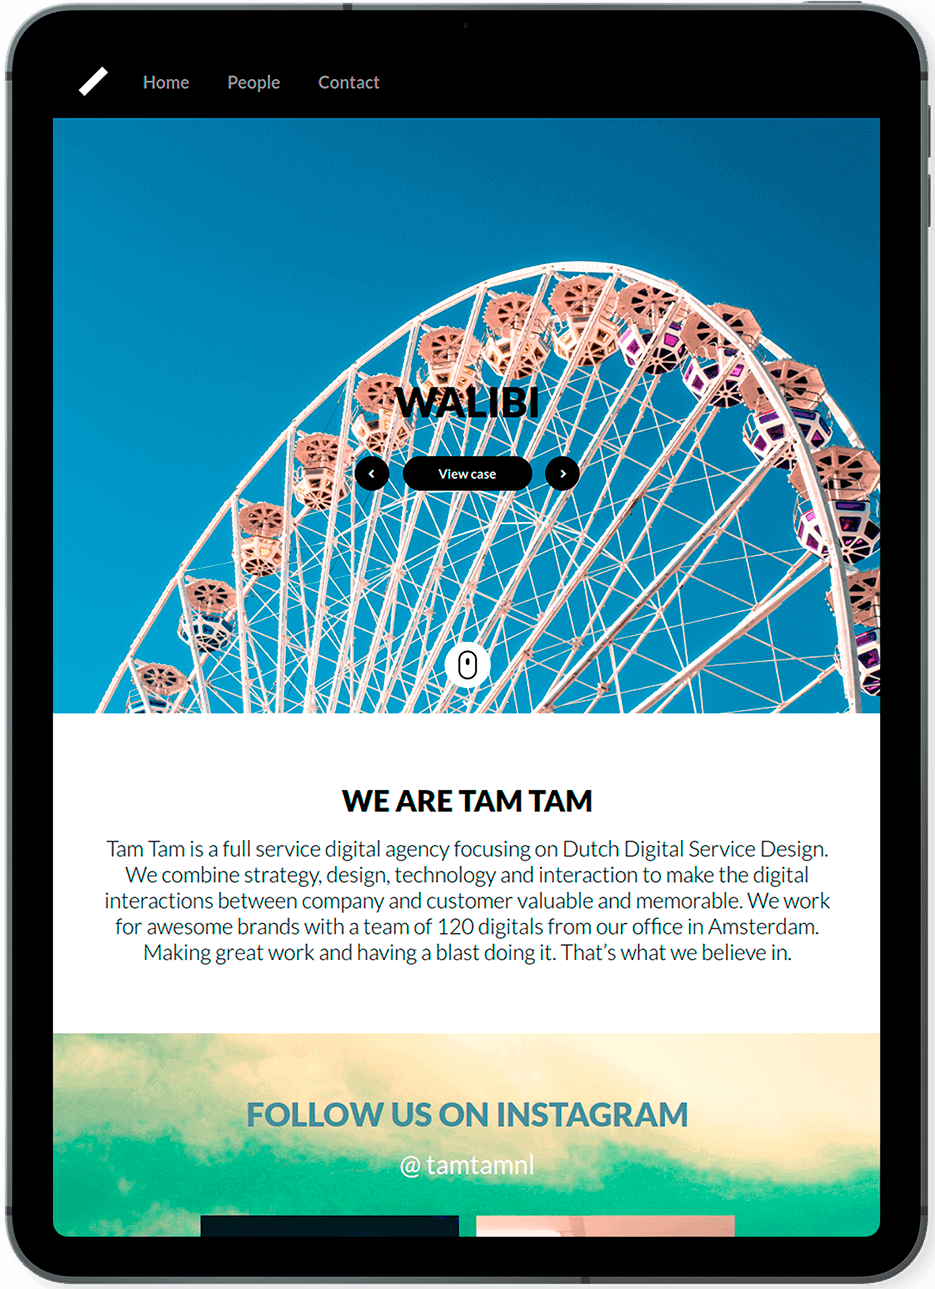 Home People Contact
WALIBI
View case
WE ARE TAM TAM
Tam Tam is a full service digital agency focusing on Dutch Digital Service Design.
We combine strategy, design, technology and interaction to make the digital
interactions between company and customer valuable and memorable. We work
for awesome brands with a team of 120 digitals from our office in Amsterdam.
Making great work and having a blast doing it. That’s what we believe in.
FOLLOW US ON INSTAGRAM
@ tamtamnl